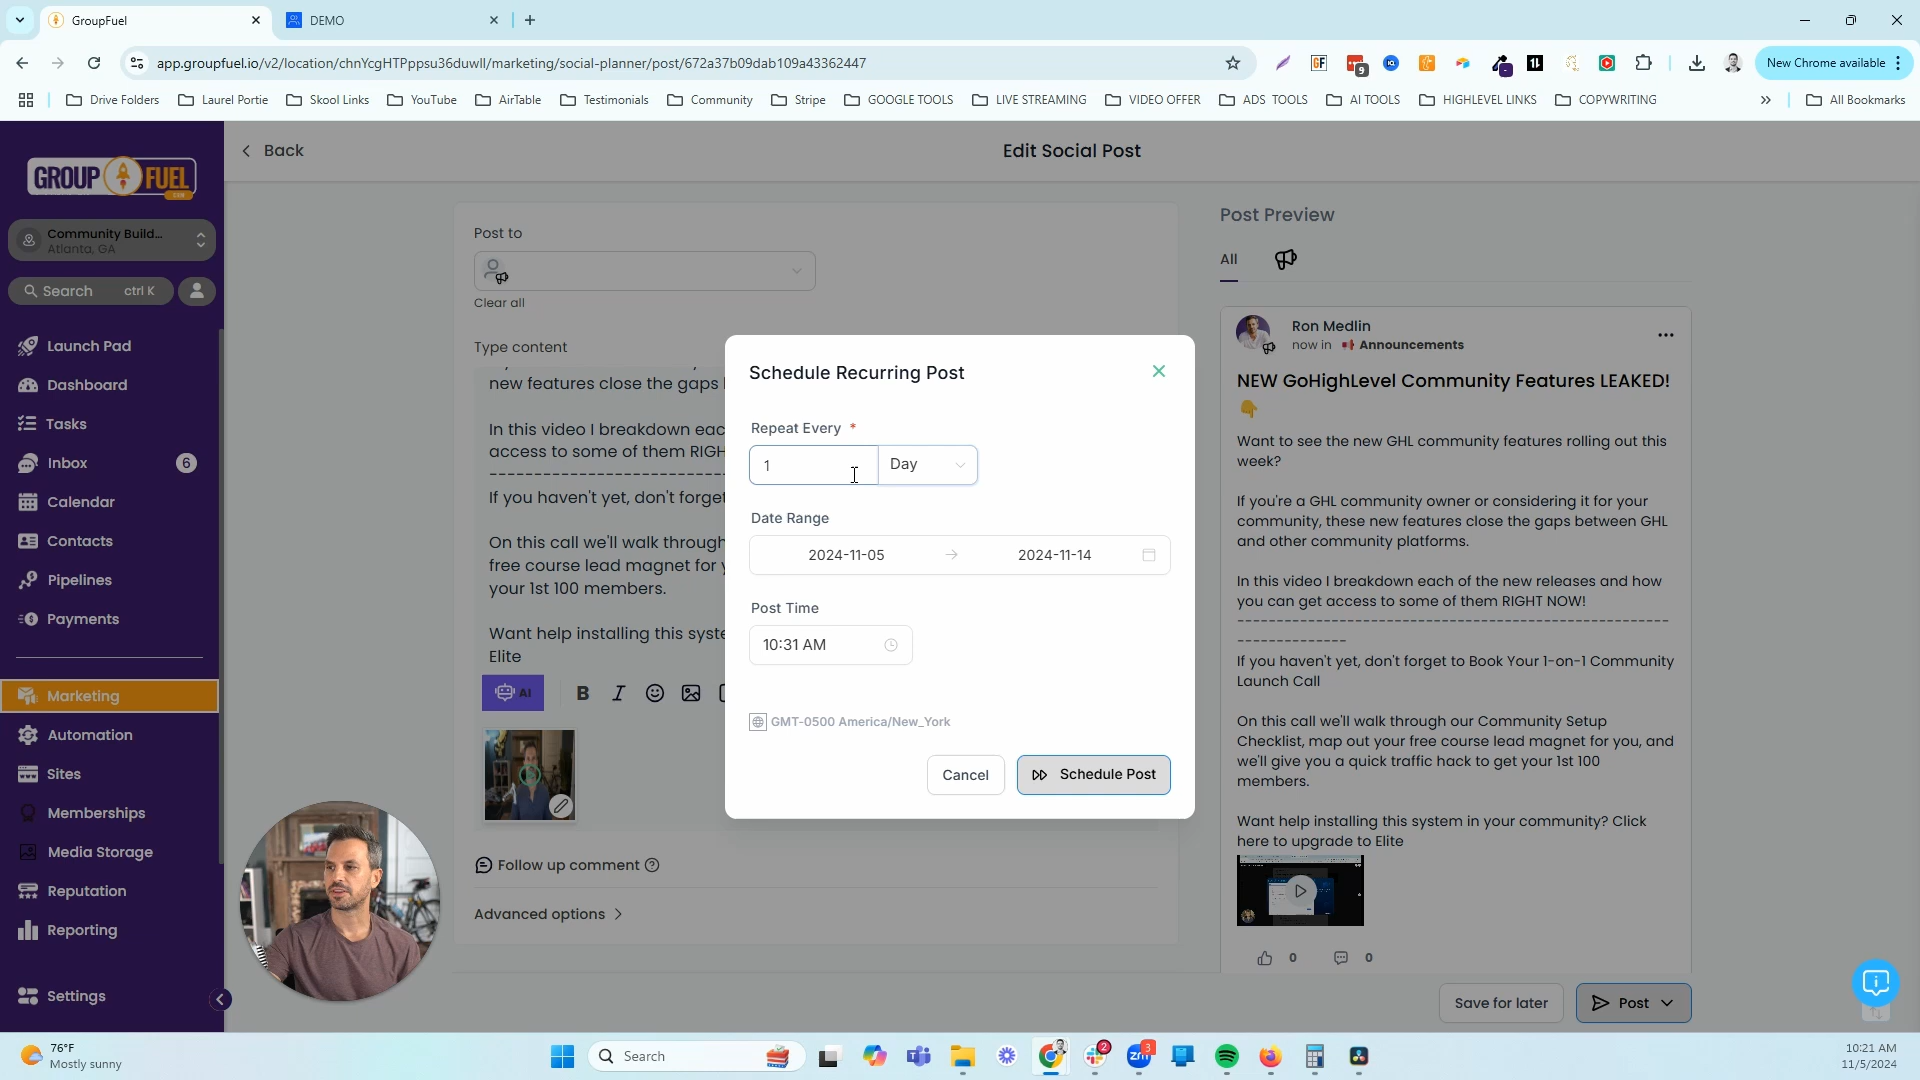 GroupFuel
DEMO
app.groupfuel.io/v2/location/chnYcgHTPppsu36duwll/marketing/social-planner/post/672a37b09dab109a43362447
9
New Chrome available
Drive Folders
Laurel Portie
Skool Links
YouTube
AirTable
Testimonials
Community
Stripe
GOOGLE TOOLS
LIVE STREAMING
VIDEO OFFER
ADS TOOLS
AI TOOLS
HIGHLEVEL LINKS
COPYWRITING
All Bookmarks
GROUP FUEL
.COM
Community Build...
Atlanta, GA
Search ctrl K
Launch Pad
Dashboard
Tasks
Inbox 6
Calendar
Contacts
Pipelines
Payments
Marketing
Automation
Sites
Memberships
Media Storage
Reputation
Reporting
Settings
Back
Edit Social Post
Post to
Clear all
Type content
new features close the gaps
In this video I breakdown eac
access to some of them RIGH
If you haven't yet, don't forget
On this call we'll walk through
free course lead magnet for y
your 1st 100 members.
Want help installing this syste
Elite
AI
B I
Follow up comment
Advanced options
Schedule Recurring Post
Repeat Every *
1 Day
Date Range
2024-11-05 → 2024-11-14
Post Time
10:31 AM
GMT-0500 America/New_York
Cancel
Schedule Post
Post Preview
All
Ron Medlin
now in Announcements
NEW GoHighLevel Community Features LEAKED!
👇
Want to see the new GHL community features rolling out this
week?
If you're a GHL community owner or considering it for your
community, these new features close the gaps between GHL
and other community platforms.
In this video I breakdown each of the new releases and how
you can get access to some of them RIGHT NOW!
-----------------------------------------------------
--------------
If you haven't yet, don't forget to Book Your 1-on-1 Community
Launch Call
On this call we'll walk through our Community Setup
Checklist, map out your free course lead magnet for you, and
we'll give you a quick traffic hack to get your 1st 100
members.
Want help installing this system in your community? Click
here to upgrade to Elite
0 0
Save for later
Post
76°F
Mostly sunny
Search
2
zm
3
10:21 AM
11/5/2024